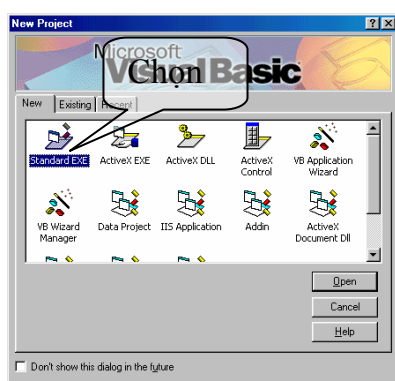 New Project
Microsoft
Visual Basic
Chọn
New Existing Recent
Standard EXE ActiveX EXE ActiveX DLL ActiveX Control VB Application Wizard
VB Wizard Manager Data Project IIS Application Addin ActiveX Document Dll
Open
Cancel
Help
Don't show this dialog in the future